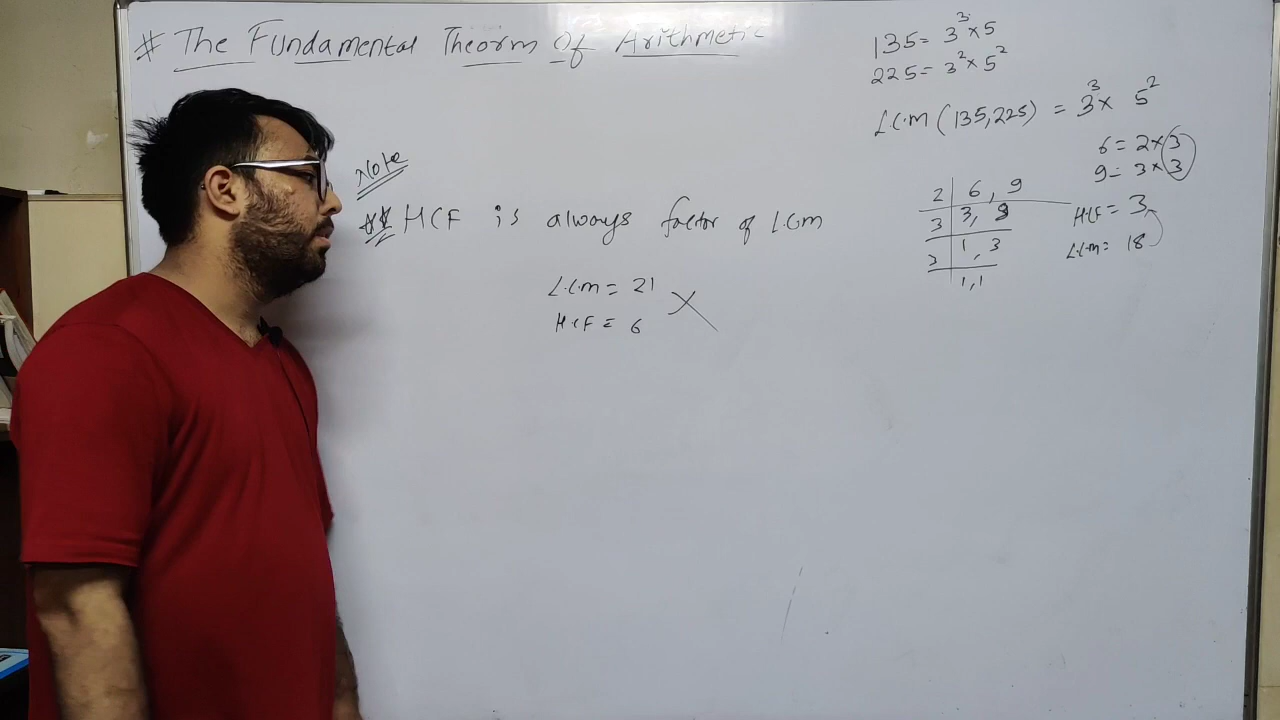 # The Fundamental Theorm Of Arithmetic
Note
HCF is always factor of L.C.M
L.C.M = 21
H.C.F = 6
135 = 3³ × 5
225 = 3² × 5²
L.C.M (135,225) = 3³ × 5²
6 = 2 × 3
9 = 3 × 3
2 | 6, 9
3 | 3, 9
3 | 1, 3
1, 1
H.C.F = 3
L.C.M = 18